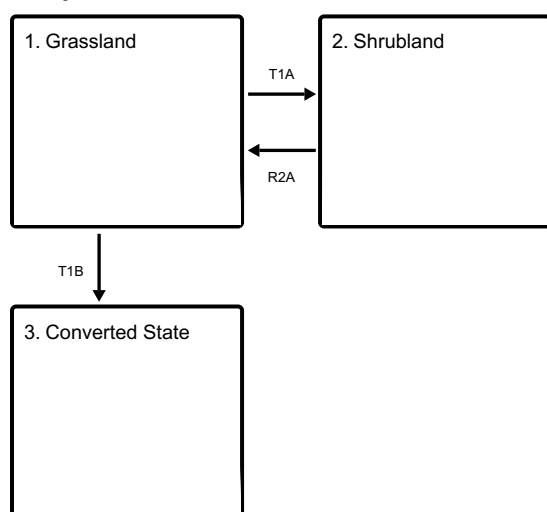 1. Grassland
2. Shrubland
T1A
R2A
T1B
3. Converted State